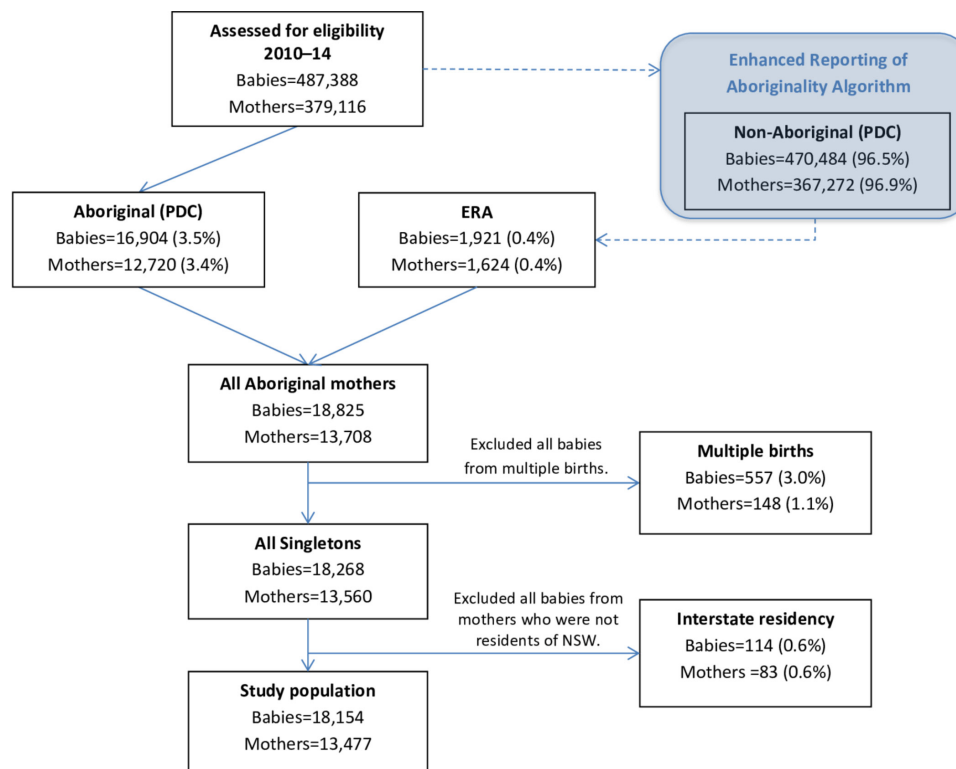 Assessed for eligibility
2010–14
Babies=487,388
Mothers=379,116
Enhanced Reporting of
Aboriginality Algorithm
Non-Aboriginal (PDC)
Babies=470,484 (96.5%)
Mothers=367,272 (96.9%)
Aboriginal (PDC)
Babies=16,904 (3.5%)
Mothers=12,720 (3.4%)
ERA
Babies=1,921 (0.4%)
Mothers=1,624 (0.4%)
All Aboriginal mothers
Babies=18,825
Mothers=13,708
Excluded all babies
from multiple births.
Multiple births
Babies=557 (3.0%)
Mothers=148 (1.1%)
All Singletons
Babies=18,268
Mothers=13,560
Excluded all babies from
mothers who were not
residents of NSW.
Interstate residency
Babies=114 (0.6%)
Mothers =83 (0.6%)
Study population
Babies=18,154
Mothers=13,477